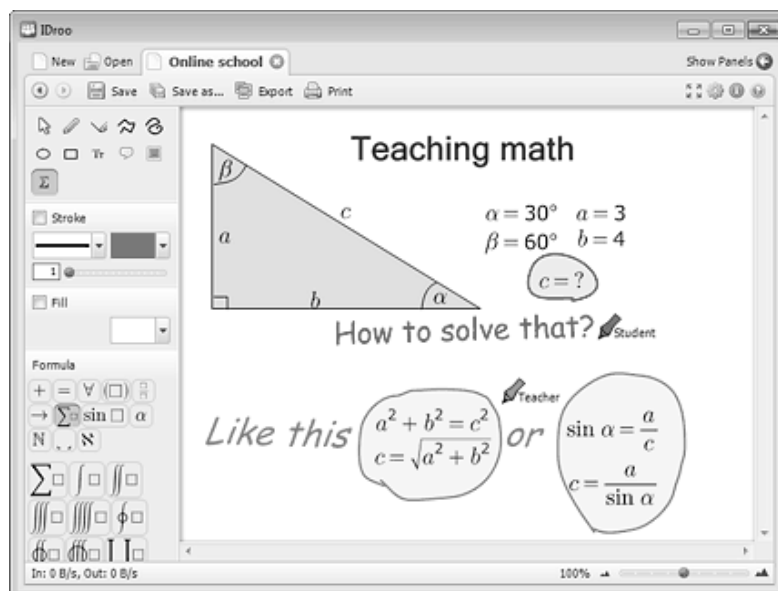 IDroo
New Open Online school Show Panels
Save Save as... Export Print
Teaching math
β
c
a
α = 30° a = 3
β = 60° b = 4
c = ?
b
α
How to solve that? Student
Teacher
Like this a² + b² = c² or sin α = a/c
c = √(a² + b²) c = a/sin α
Tr
Σ
Stroke
1
Fill
Formula
+ = ∀ (□)
→ Σ□ sin □ α
ℕ ℵ
Σ□ ∫□ ∬□
∭□ ⨌□ ∮□
∯□ ∰□
In: 0 B/s, Out: 0 B/s 100%